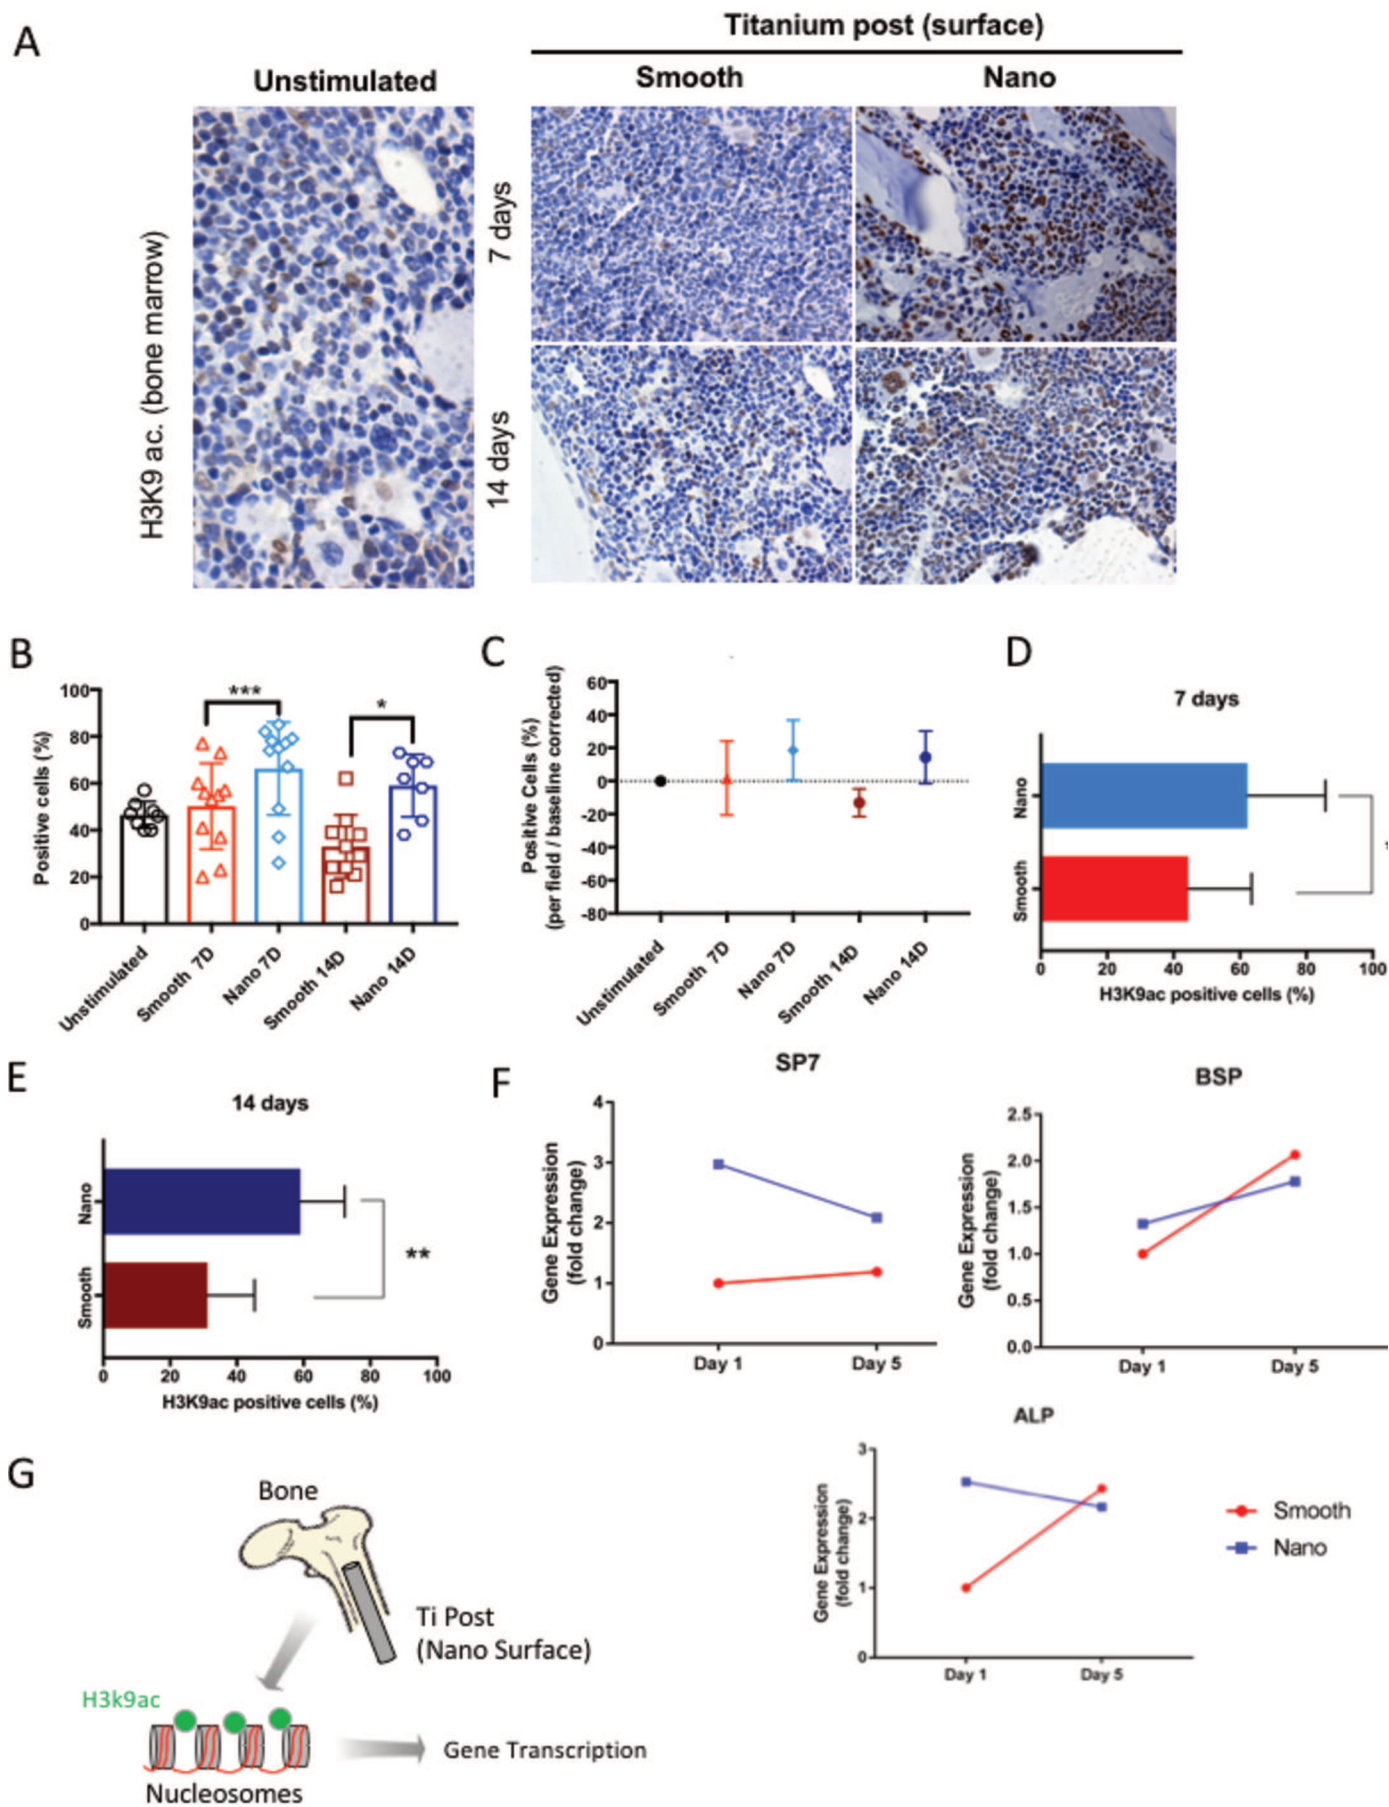 A
Titanium post (surface)
Unstimulated
Smooth
Nano
H3K9 ac. (bone marrow)
7 days
14 days
B
Positive cells (%)
100
80
60
40
20
0
***
*
Unstimulated
Smooth 7D
Nano 7D
Smooth 14D
Nano 14D
C
Positive Cells (%)
(per field / baseline corrected)
60
40
20
0
-20
-40
-60
-80
Unstimulated
Smooth 7D
Nano 7D
Smooth 14D
Nano 14D
D
7 days
Nano
Smooth
0 20 40 60 80 100
H3K9ac positive cells (%)
E
14 days
Nano
Smooth
**
0 20 40 60 80 100
H3K9ac positive cells (%)
F
SP7
Gene Expression
(fold change)
4
3
2
1
0
Day 1 Day 5
BSP
Gene Expression
(fold change)
2.5
2.0
1.5
1.0
0.5
0.0
Day 1 Day 5
ALP
Gene Expression
(fold change)
3
2
1
0
Day 1 Day 5
Smooth
Nano
G
Bone
Ti Post
(Nano Surface)
H3k9ac
Gene Transcription
Nucleosomes